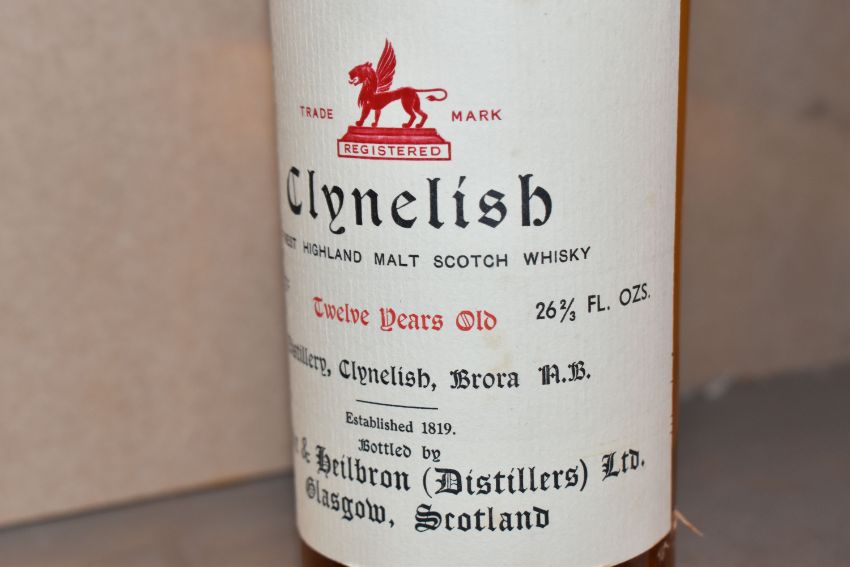 TRADE MARK
REGISTERED
Clynelish
HIGHLAND MALT SCOTCH WHISKY
Twelve Years Old 26⅔ FL. OZS.
Clynelish, Brora N.B.
Established 1819.
Bottled by
& Heilbron (Distillers) Ltd.
Glasgow, Scotland